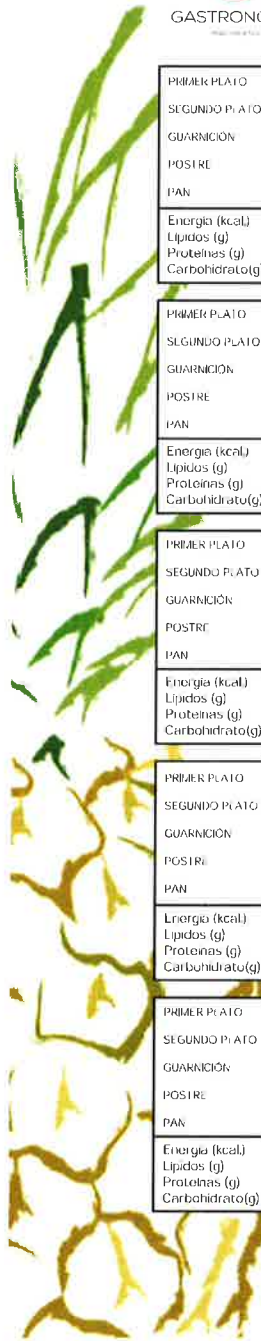 GASTRONÓ
PRIMER PLATO
SEGUNDO PLATO
GUARNICIÓN
POSTRE
PAN
Energía (kcal.)
Lípidos (g)
Proteínas (g)
Carbohidrato(g)
PRIMER PLATO
SEGUNDO PLATO
GUARNICIÓN
POSTRE
PAN
Energía (kcal.)
Lípidos (g)
Proteínas (g)
Carbohidrato(g)
PRIMER PLATO
SEGUNDO PLATO
GUARNICIÓN
POSTRE
PAN
Energía (kcal.)
Lípidos (g)
Proteínas (g)
Carbohidrato(g)
PRIMER PLATO
SEGUNDO PLATO
GUARNICIÓN
POSTRE
PAN
Energía (kcal.)
Lípidos (g)
Proteínas (g)
Carbohidrato(g)
PRIMER PLATO
SEGUNDO PLATO
GUARNICIÓN
POSTRE
PAN
Energía (kcal.)
Lípidos (g)
Proteínas (g)
Carbohidrato(g)